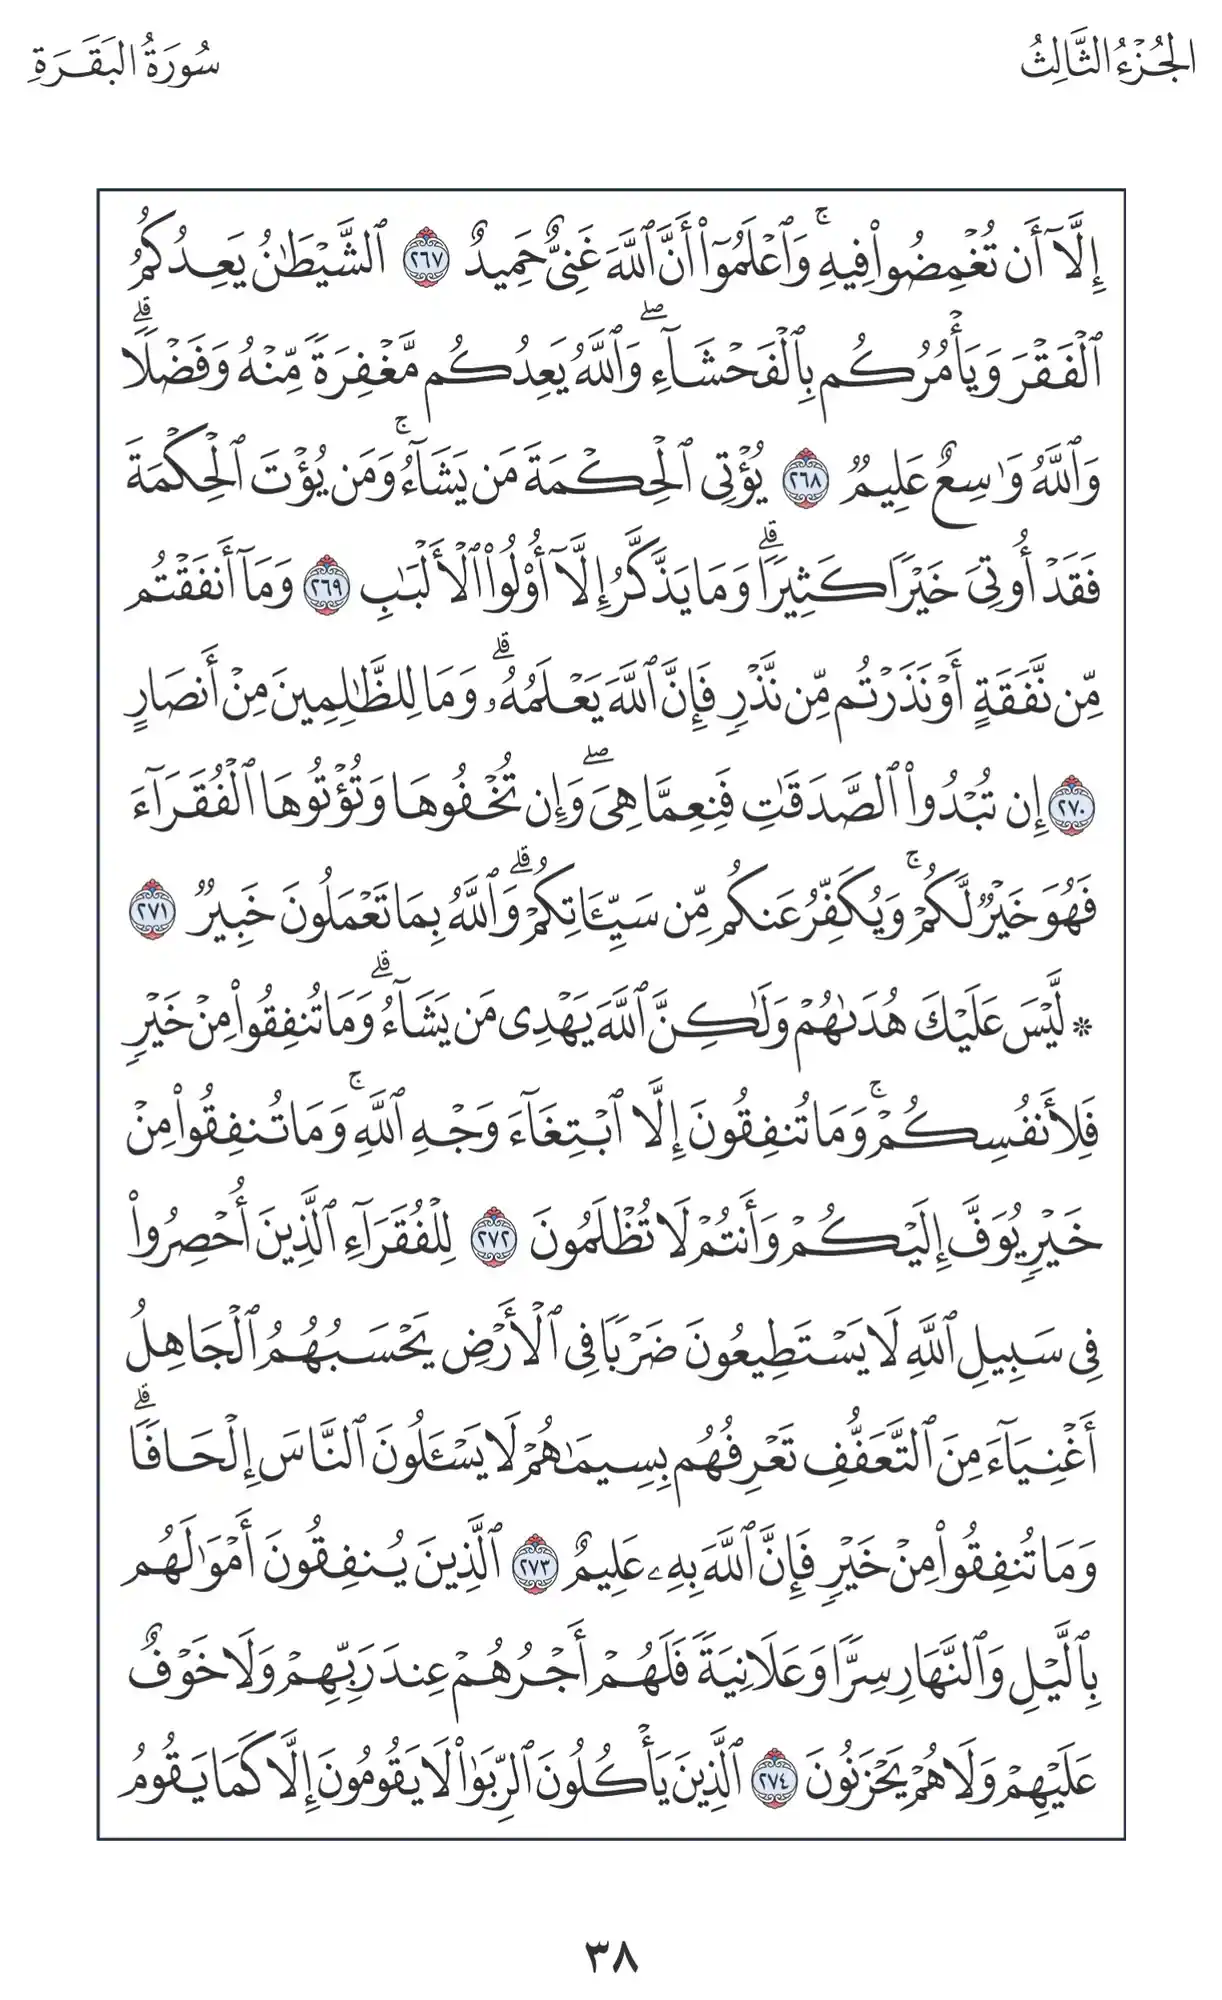 الجُزْءُ الثَّالِثُ
سُورَةُ البَقَرَةِ
إِلَّآ أَن تُغْمِضُوا۟ فِيهِ ۚ وَٱعْلَمُوٓا۟ أَنَّ ٱللَّهَ غَنِىٌّ حَمِيدٌ ٢٦٧ ٱلشَّيْطَـٰنُ يَعِدُكُمُ
ٱلْفَقْرَ وَيَأْمُرُكُم بِٱلْفَحْشَآءِ ۖ وَٱللَّهُ يَعِدُكُم مَّغْفِرَةً مِّنْهُ وَفَضْلًا ۗ
وَٱللَّهُ وَٰسِعٌ عَلِيمٌ ٢٦٨ يُؤْتِى ٱلْحِكْمَةَ مَن يَشَآءُ ۚ وَمَن يُؤْتَ ٱلْحِكْمَةَ
فَقَدْ أُوتِىَ خَيْرًا كَثِيرًا ۗ وَمَا يَذَّكَّرُ إِلَّآ أُو۟لُوا۟ ٱلْأَلْبَـٰبِ ٢٦٩ وَمَآ أَنفَقْتُم
مِّن نَّفَقَةٍ أَوْ نَذَرْتُم مِّن نَّذْرٍ فَإِنَّ ٱللَّهَ يَعْلَمُهُۥ ۗ وَمَا لِلظَّـٰلِمِينَ مِنْ أَنصَارٍ
٢٧٠ إِن تُبْدُوا۟ ٱلصَّدَقَـٰتِ فَنِعِمَّا هِىَ ۖ وَإِن تُخْفُوهَا وَتُؤْتُوهَا ٱلْفُقَرَآءَ
فَهُوَ خَيْرٌ لَّكُمْ ۚ وَيُكَفِّرُ عَنكُم مِّن سَيِّـَٔاتِكُمْ ۗ وَٱللَّهُ بِمَا تَعْمَلُونَ خَبِيرٌ ٢٧١
* لَّيْسَ عَلَيْكَ هُدَىٰهُمْ وَلَـٰكِنَّ ٱللَّهَ يَهْدِى مَن يَشَآءُ ۗ وَمَا تُنفِقُوا۟ مِنْ خَيْرٍ
فَلِأَنفُسِكُمْ ۚ وَمَا تُنفِقُونَ إِلَّا ٱبْتِغَآءَ وَجْهِ ٱللَّهِ ۚ وَمَا تُنفِقُوا۟ مِنْ
خَيْرٍ يُوَفَّ إِلَيْكُمْ وَأَنتُمْ لَا تُظْلَمُونَ ٢٧٢ لِلْفُقَرَآءِ ٱلَّذِينَ أُحْصِرُوا۟
فِى سَبِيلِ ٱللَّهِ لَا يَسْتَطِيعُونَ ضَرْبًا فِى ٱلْأَرْضِ يَحْسَبُهُمُ ٱلْجَاهِلُ
أَغْنِيَآءَ مِنَ ٱلتَّعَفُّفِ تَعْرِفُهُم بِسِيمَـٰهُمْ لَا يَسْـَٔلُونَ ٱلنَّاسَ إِلْحَافًا ۗ
وَمَا تُنفِقُوا۟ مِنْ خَيْرٍ فَإِنَّ ٱللَّهَ بِهِۦ عَلِيمٌ ٢٧٣ ٱلَّذِينَ يُنفِقُونَ أَمْوَٰلَهُم
بِٱلَّيْلِ وَٱلنَّهَارِ سِرًّا وَعَلَانِيَةً فَلَهُمْ أَجْرُهُمْ عِندَ رَبِّهِمْ وَلَا خَوْفٌ
عَلَيْهِمْ وَلَا هُمْ يَحْزَنُونَ ٢٧٤ ٱلَّذِينَ يَأْكُلُونَ ٱلرِّبَوٰا۟ لَا يَقُومُونَ إِلَّا كَمَا يَقُومُ
٣٨